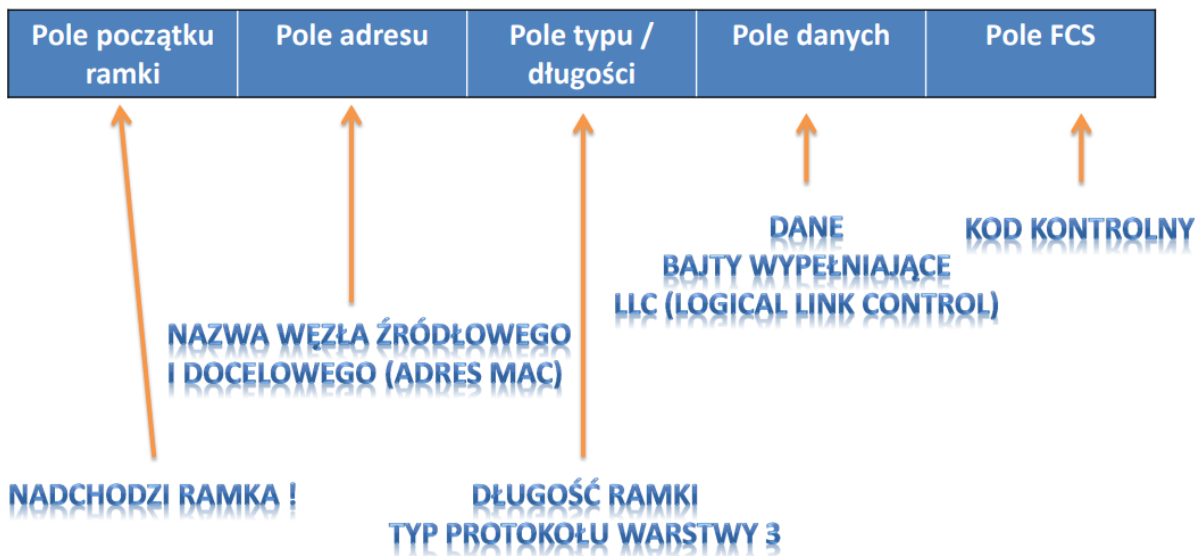 Pole początku
ramki
Pole adresu
Pole typu /
długości
Pole danych
Pole FCS
DANE
BAJTY WYPEŁNIAJĄCE
LLC (LOGICAL LINK CONTROL)
KOD KONTROLNY
NAZWA WĘZŁA ŹRÓDŁOWEGO
I DOCELOWEGO (ADRES MAC)
NADCHODZI RAMKA !
DŁUGOŚĆ RAMKI
TYP PROTOKOŁU WARSTWY 3